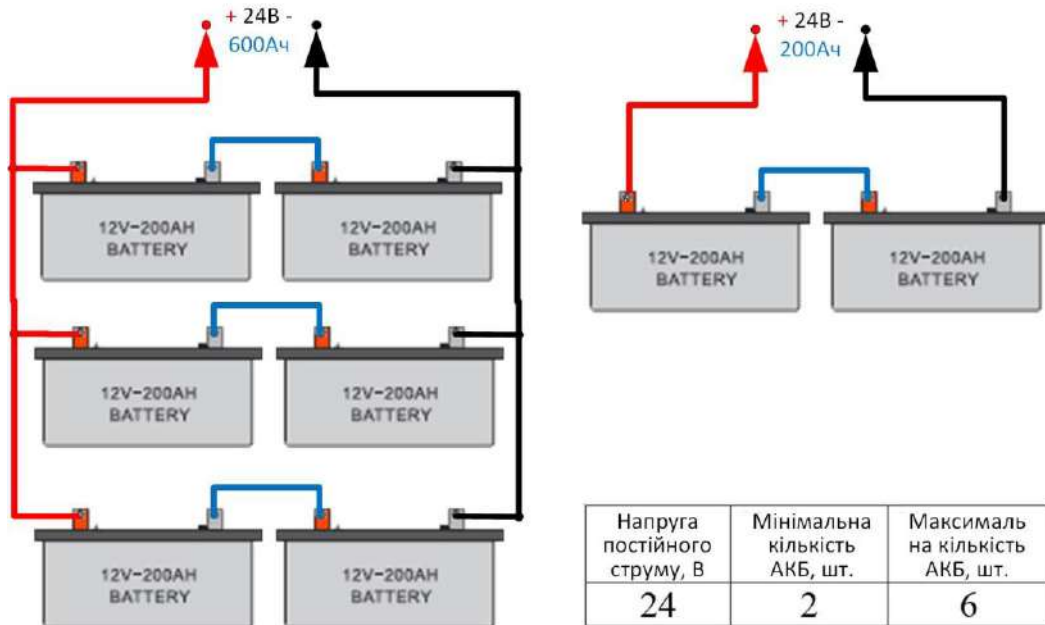 + 24В -
600Ач
12V-200AH
BATTERY
12V-200AH
BATTERY
12V-200AH
BATTERY
12V-200AH
BATTERY
12V-200AH
BATTERY
12V-200AH
BATTERY
+ 24В -
200Ач
12V-200AH
BATTERY
12V-200AH
BATTERY
Напруга
постійного
струму, В
Мінімальна
кількість
АКБ, шт.
Максималь
на кількість
АКБ, шт.
24
2
6